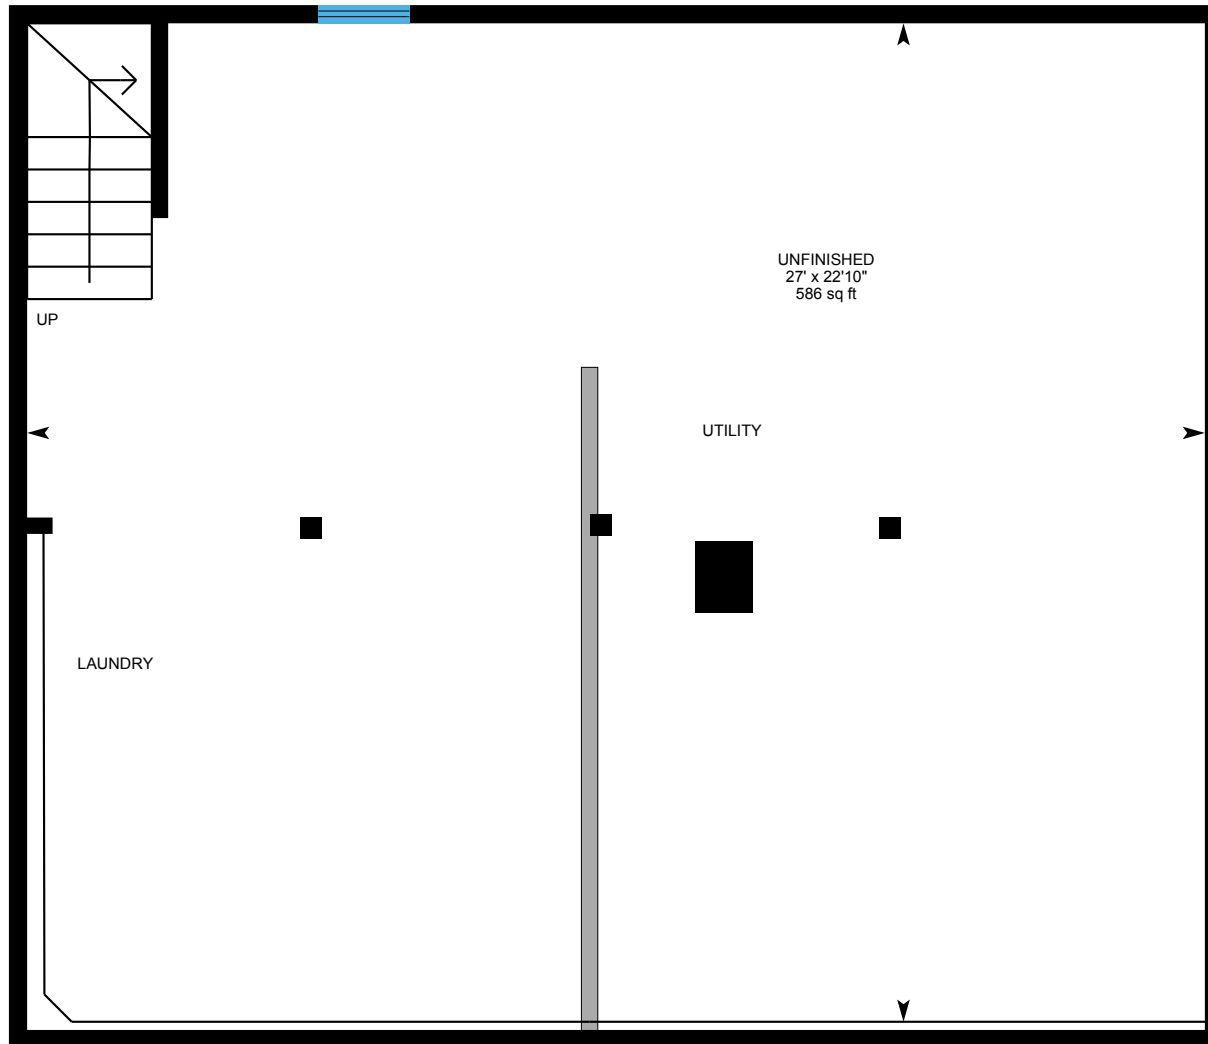 UNFINISHED
27' x 22'10"
586 sq ft
UP
UTILITY
LAUNDRY